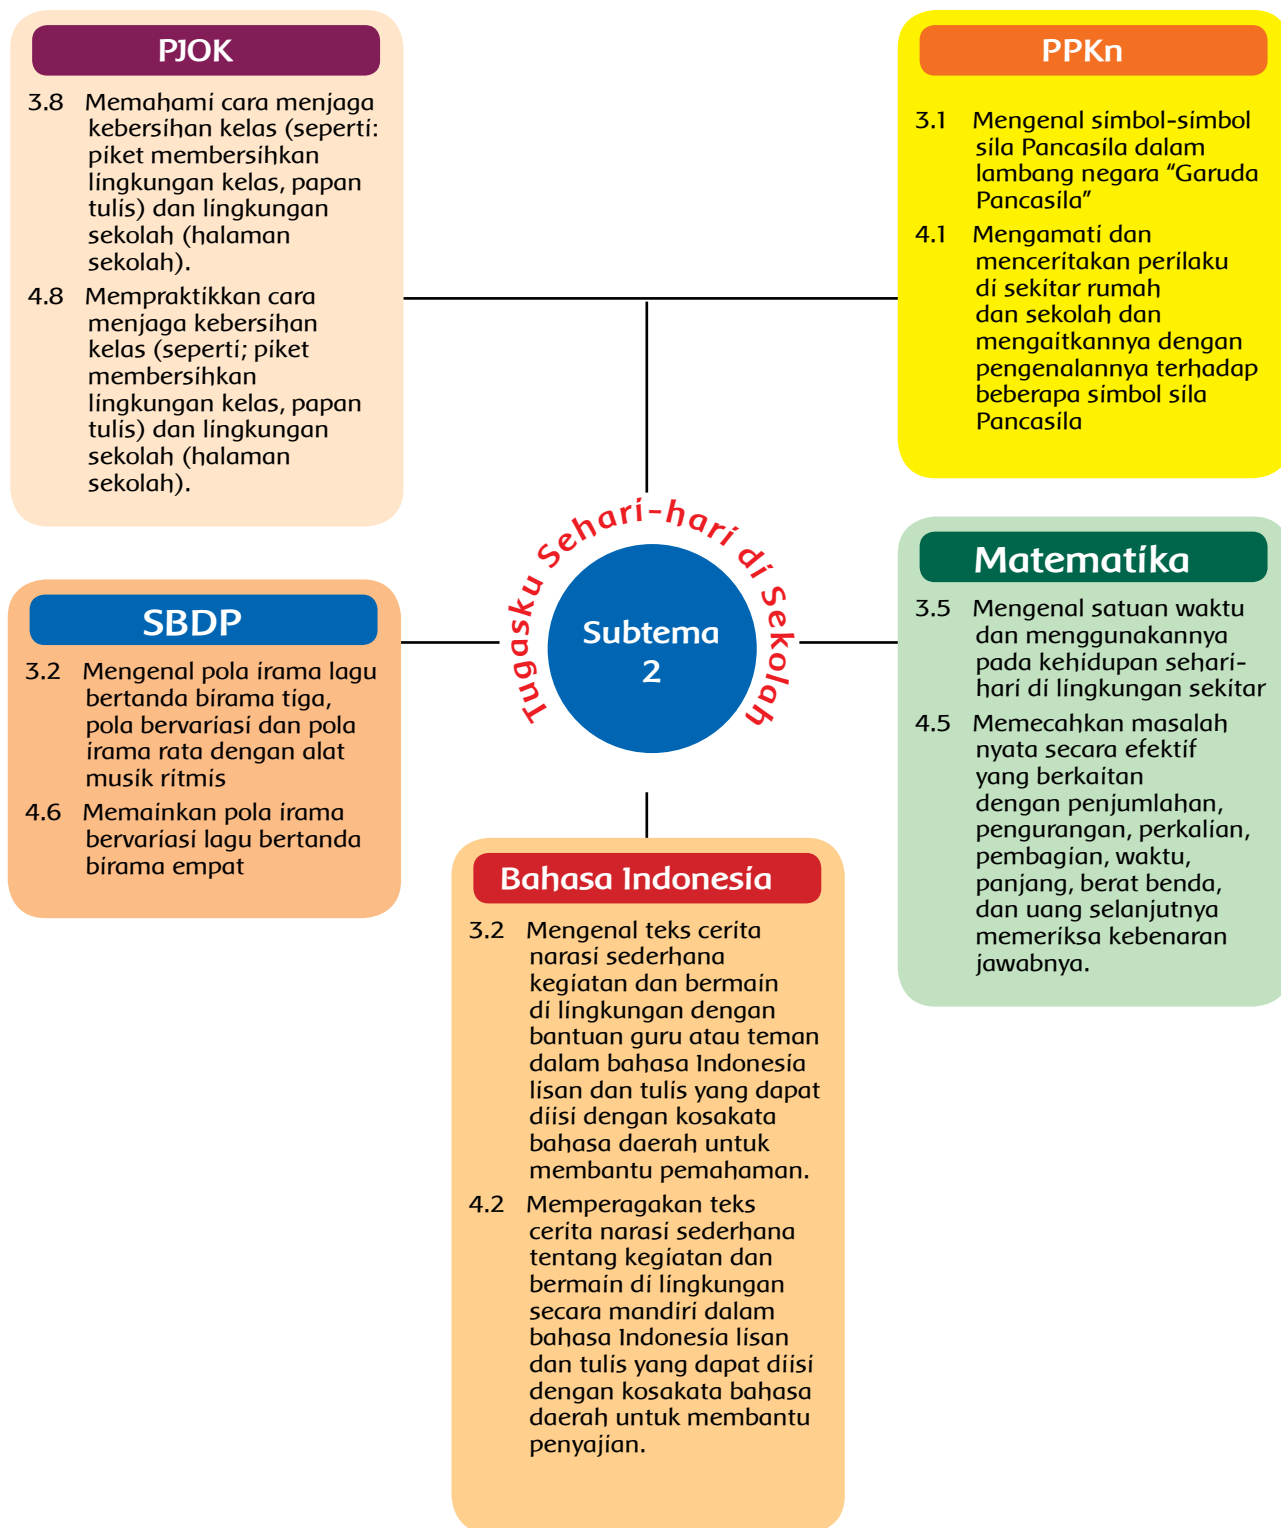 PJOK
3.8 Memahami cara menjaga
kebersihan kelas (seperti:
piket membersihkan
lingkungan kelas, papan
tulis) dan lingkungan
sekolah (halaman
sekolah).
4.8 Mempraktikkan cara
menjaga kebersihan
kelas (seperti; piket
membersihkan
lingkungan kelas, papan
tulis) dan lingkungan
sekolah (halaman
sekolah).
PPKn
3.1 Mengenal simbol-simbol
sila Pancasila dalam
lambang negara “Garuda
Pancasila”
4.1 Mengamati dan
menceritakan perilaku
di sekitar rumah
dan sekolah dan
mengaitkannya dengan
pengenalannya terhadap
beberapa simbol sila
Pancasila
Tugasku Sehari-hari di Sekolah
Subtema
2
SBDP
3.2 Mengenal pola irama lagu
bertanda birama tiga,
pola bervariasi dan pola
irama rata dengan alat
musik ritmis
4.6 Memainkan pola irama
bervariasi lagu bertanda
birama empat
Matematika
3.5 Mengenal satuan waktu
dan menggunakannya
pada kehidupan sehari-
hari di lingkungan sekitar
4.5 Memecahkan masalah
nyata secara efektif
yang berkaitan
dengan penjumlahan,
pengurangan, perkalian,
pembagian, waktu,
panjang, berat benda,
dan uang selanjutnya
memeriksa kebenaran
jawabnya.
Bahasa Indonesia
3.2 Mengenal teks cerita
narasi sederhana
kegiatan dan bermain
di lingkungan dengan
bantuan guru atau teman
dalam bahasa Indonesia
lisan dan tulis yang dapat
diisi dengan kosakata
bahasa daerah untuk
membantu pemahaman.
4.2 Memperagakan teks
cerita narasi sederhana
tentang kegiatan dan
bermain di lingkungan
secara mandiri dalam
bahasa Indonesia lisan
dan tulis yang dapat diisi
dengan kosakata bahasa
daerah untuk membantu
penyajian.